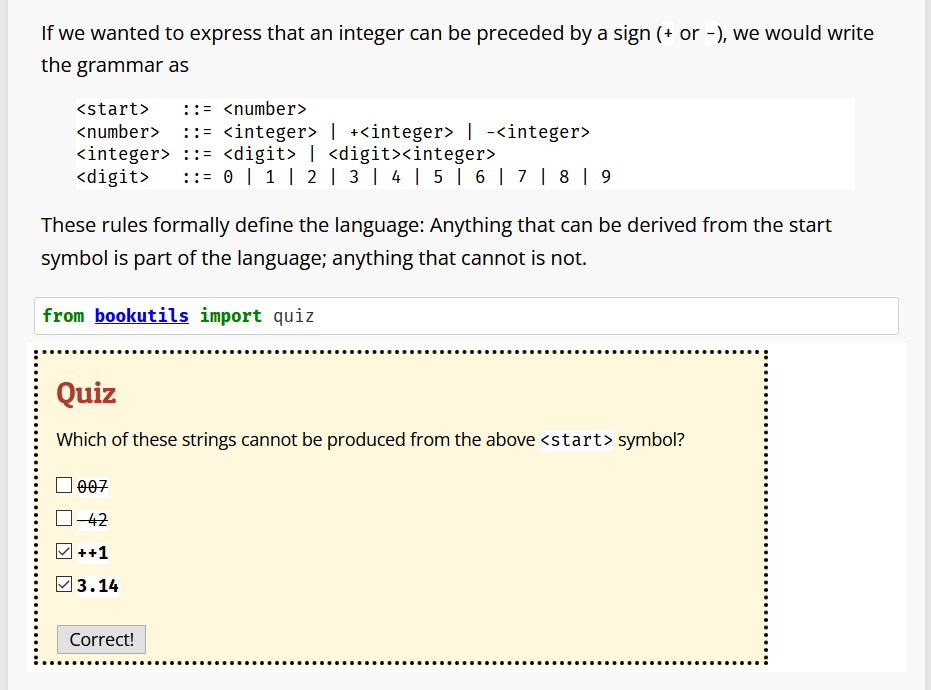 If we wanted to express that an integer can be preceded by a sign (+ or -), we would write
the grammar as
<start>   ::= <number>
<number>  ::= <integer> | +<integer> | -<integer>
<integer> ::= <digit> | <digit><integer>
<digit>   ::= 0 | 1 | 2 | 3 | 4 | 5 | 6 | 7 | 8 | 9
These rules formally define the language: Anything that can be derived from the start
symbol is part of the language; anything that cannot is not.
from bookutils import quiz
Quiz
Which of these strings cannot be produced from the above <start> symbol?
007
-42
++1
3.14
Correct!